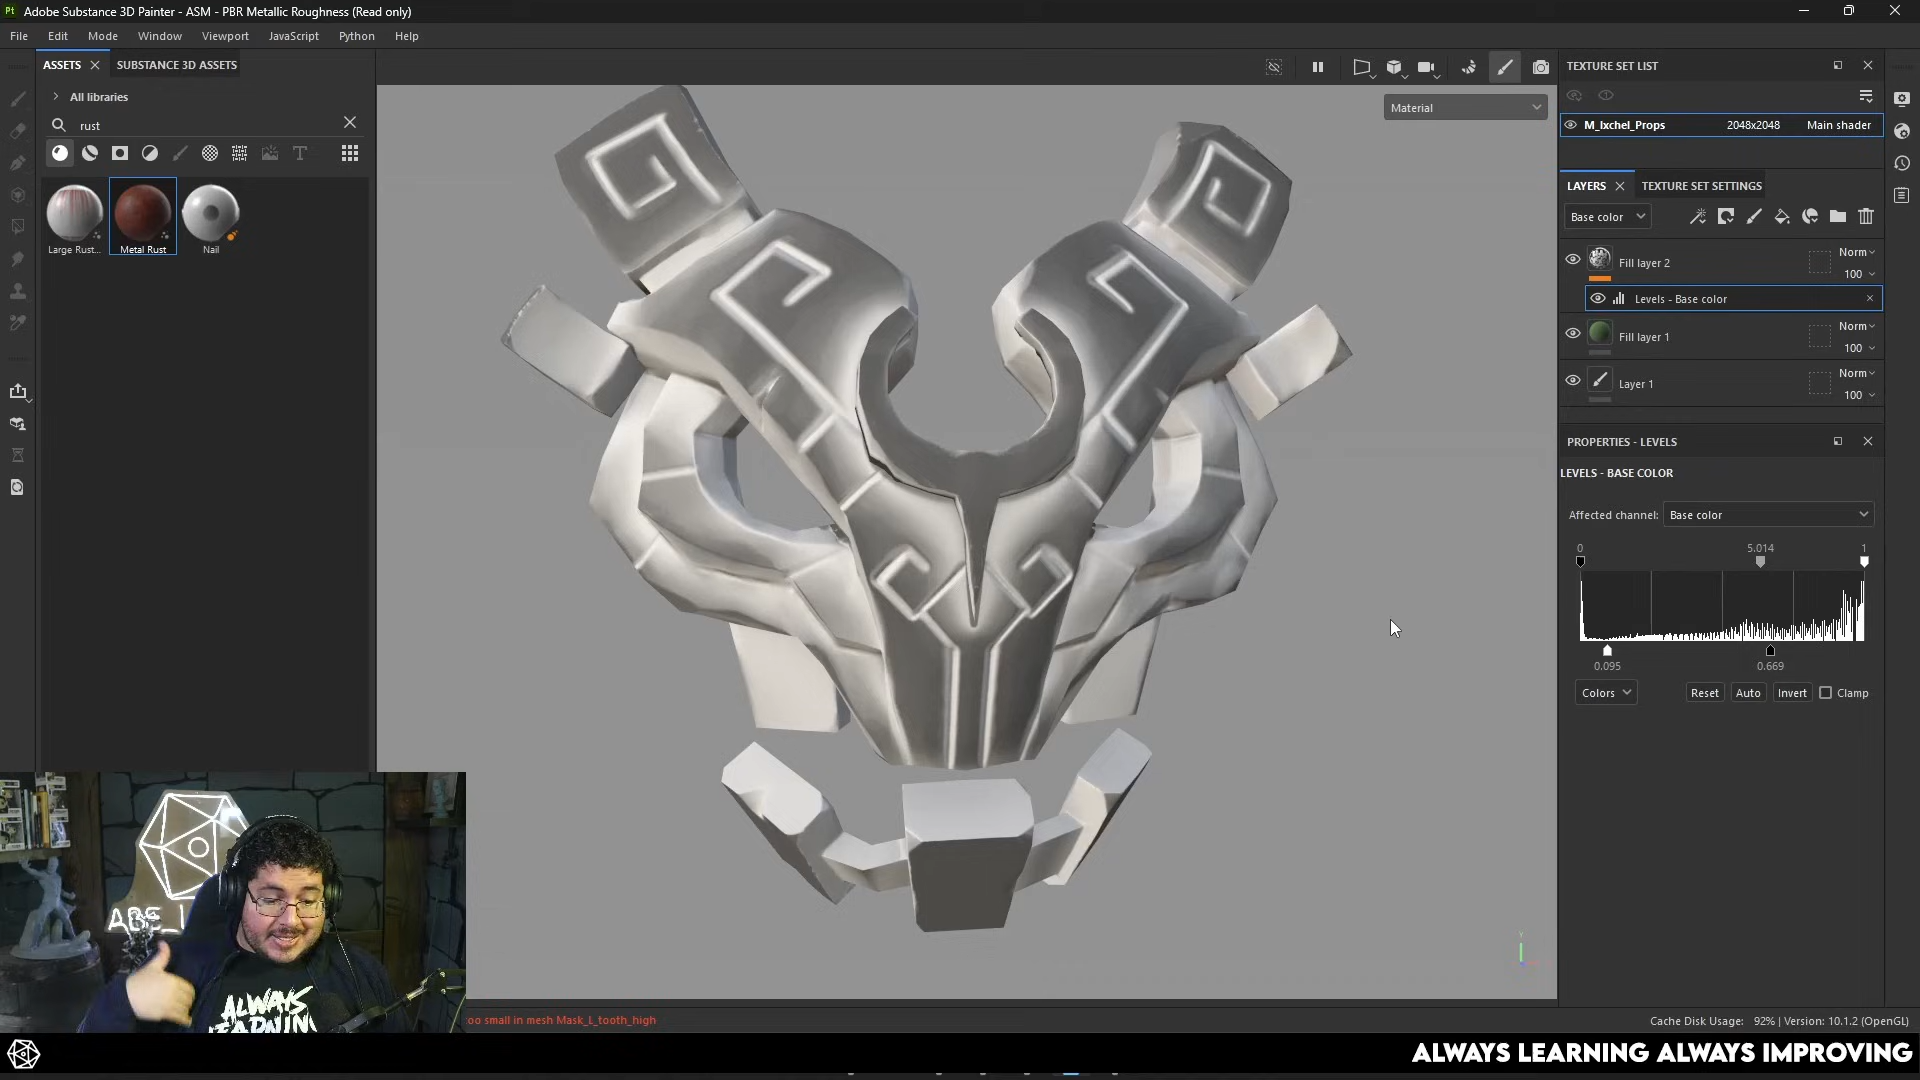 Pt Adobe Substance 3D Painter - ASM - PBR Metallic Roughness (Read only)
File Edit Mode Window Viewport JavaScript Python Help
ASSETS SUBSTANCE 3D ASSETS
All libraries
rust
Large Rust...
Metal Rust
Nail
Material
TEXTURE SET LIST
M_Ixchel_Props 2048x2048 Main shader
LAYERS TEXTURE SET SETTINGS
Base color
Fill layer 2 Norm
100
Levels - Base color
Fill layer 1 Norm
100
Layer 1 Norm
100
PROPERTIES - LEVELS
LEVELS - BASE COLOR
Affected channel: Base color
0 5.014 1
0.095 0.669
Colors Reset Auto Invert Clamp
Y
ABE_L
ALWAYS
LEARNIN
too small in mesh Mask_L_tooth_high
Cache Disk Usage: 92% | Version: 10.1.2 (OpenGL)
ALWAYS LEARNING ALWAYS IMPROVING